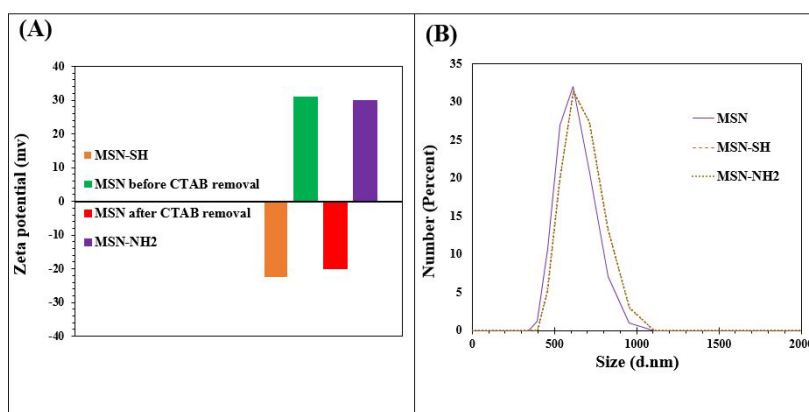 (A)
Zeta potential (mv)
40
30
20
10
0
-10
-20
-30
-40
MSN-SH
MSN before CTAB removal
MSN after CTAB removal
MSN-NH2
(B)
Number (Percent)
35
30
25
20
15
10
5
0
MSN
MSN-SH
MSN-NH2
0 500 1000 1500 2000
Size (d.nm)